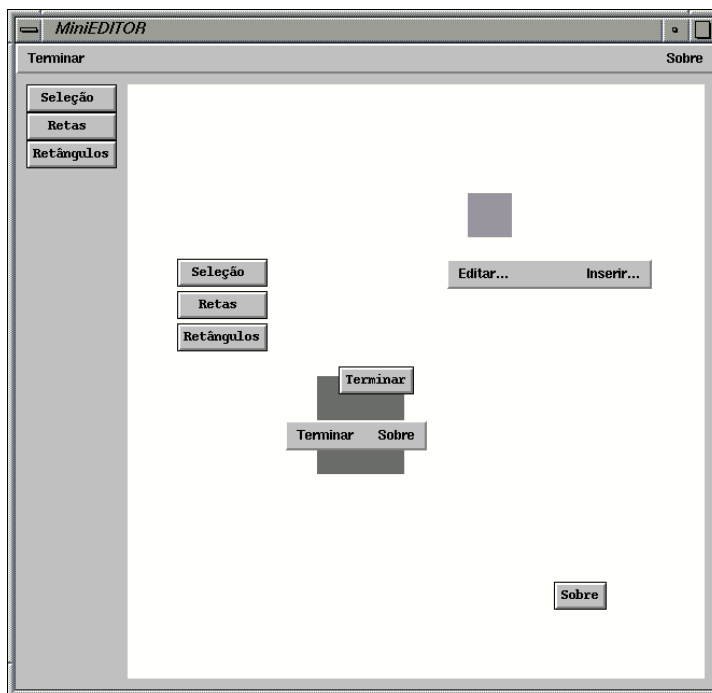 MiniEDITOR
Terminar Sobre
Seleção
Retas
Retângulos
Seleção
Retas
Retângulos
Editar... Inserir...
Terminar
Terminar Sobre
Sobre